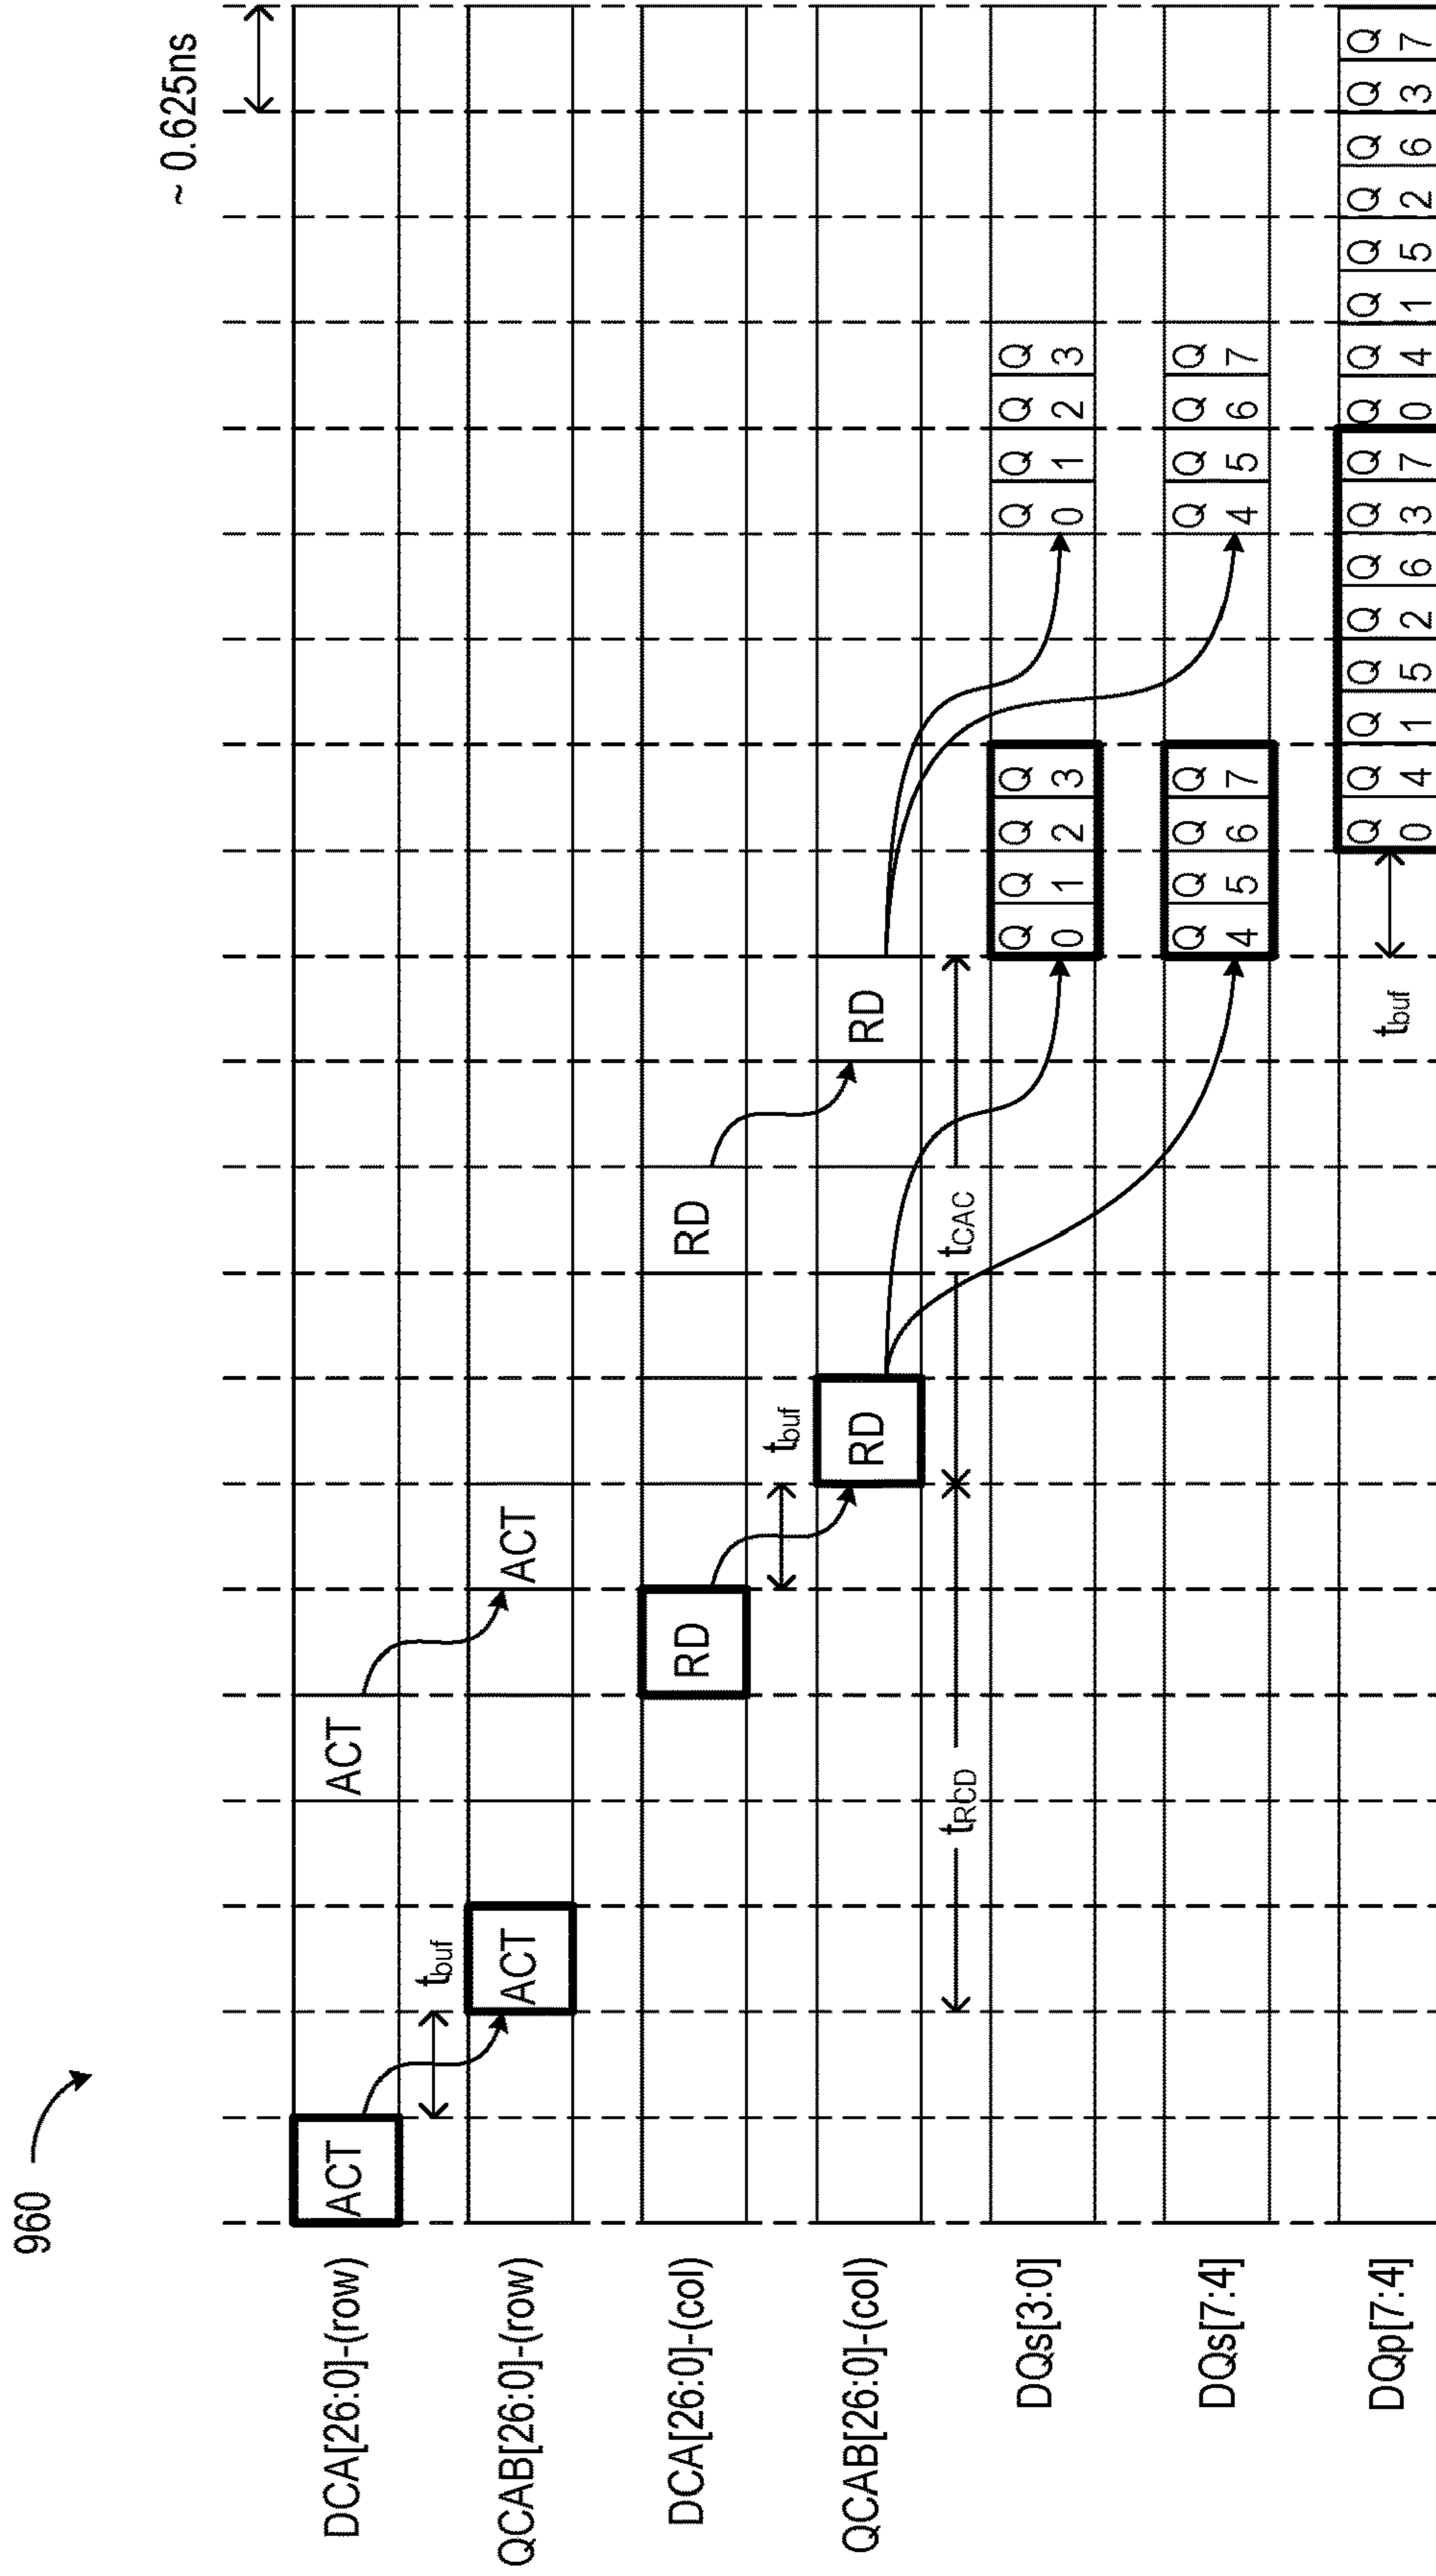 960
~ 0.625ns
DCA[26:0]-(row) ACT ACT
t_buf
QCAB[26:0]-(row) ACT ACT
DCA[26:0]-(col) RD RD
t_buf
QCAB[26:0]-(col) RD RD
t_RCD t_CAC
DQs[3:0] Q0 Q1 Q2 Q3 Q0 Q1 Q2 Q3
DQs[7:4] Q4 Q5 Q6 Q7 Q4 Q5 Q6 Q7
DQp[7:4] t_buf Q0 Q4 Q1 Q5 Q2 Q6 Q3 Q7 Q0 Q4 Q1 Q5 Q2 Q6 Q3 Q7